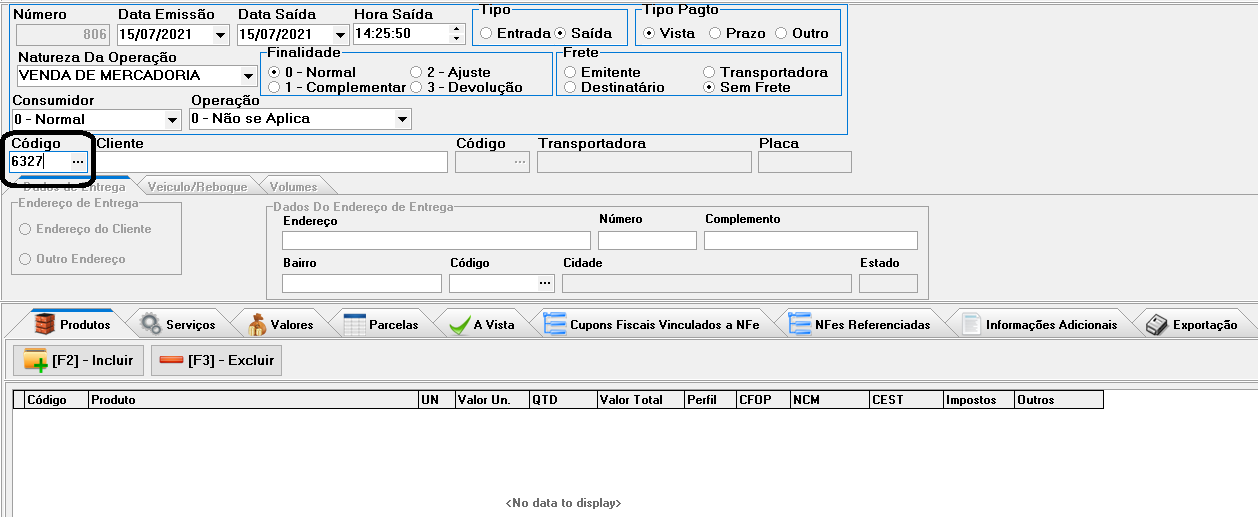 Número Data Emissão Data Saída Hora Saída Tipo Tipo Pagto
806 15/07/2021 15/07/2021 14:25:50 Entrada Saída Vista Prazo Outro
Natureza Da Operação Finalidade Frete
VENDA DE MERCADORIA 0 - Normal 2 - Ajuste Emitente Transportadora
1 - Complementar 3 - Devolução Destinatário Sem Frete
Consumidor Operação
0 - Normal 0 - Não se Aplica
Código Cliente Código Transportadora Placa
6327 ... ...
Dados de Entrega Veiculo/Reboque Volumes
Endereço de Entrega Dados Do Endereço de Entrega
Endereço Número Complemento
Endereço do Cliente
Outro Endereço Bairro Código Cidade Estado
...
Produtos Serviços Valores Parcelas A Vista Cupons Fiscais Vinculados a NFe NFes Referenciadas Informações Adicionais Exportação
[F2] - Incluir [F3] - Excluir
Código Produto UN Valor Un. QTD Valor Total Perfil CFOP NCM CEST Impostos Outros
<No data to display>